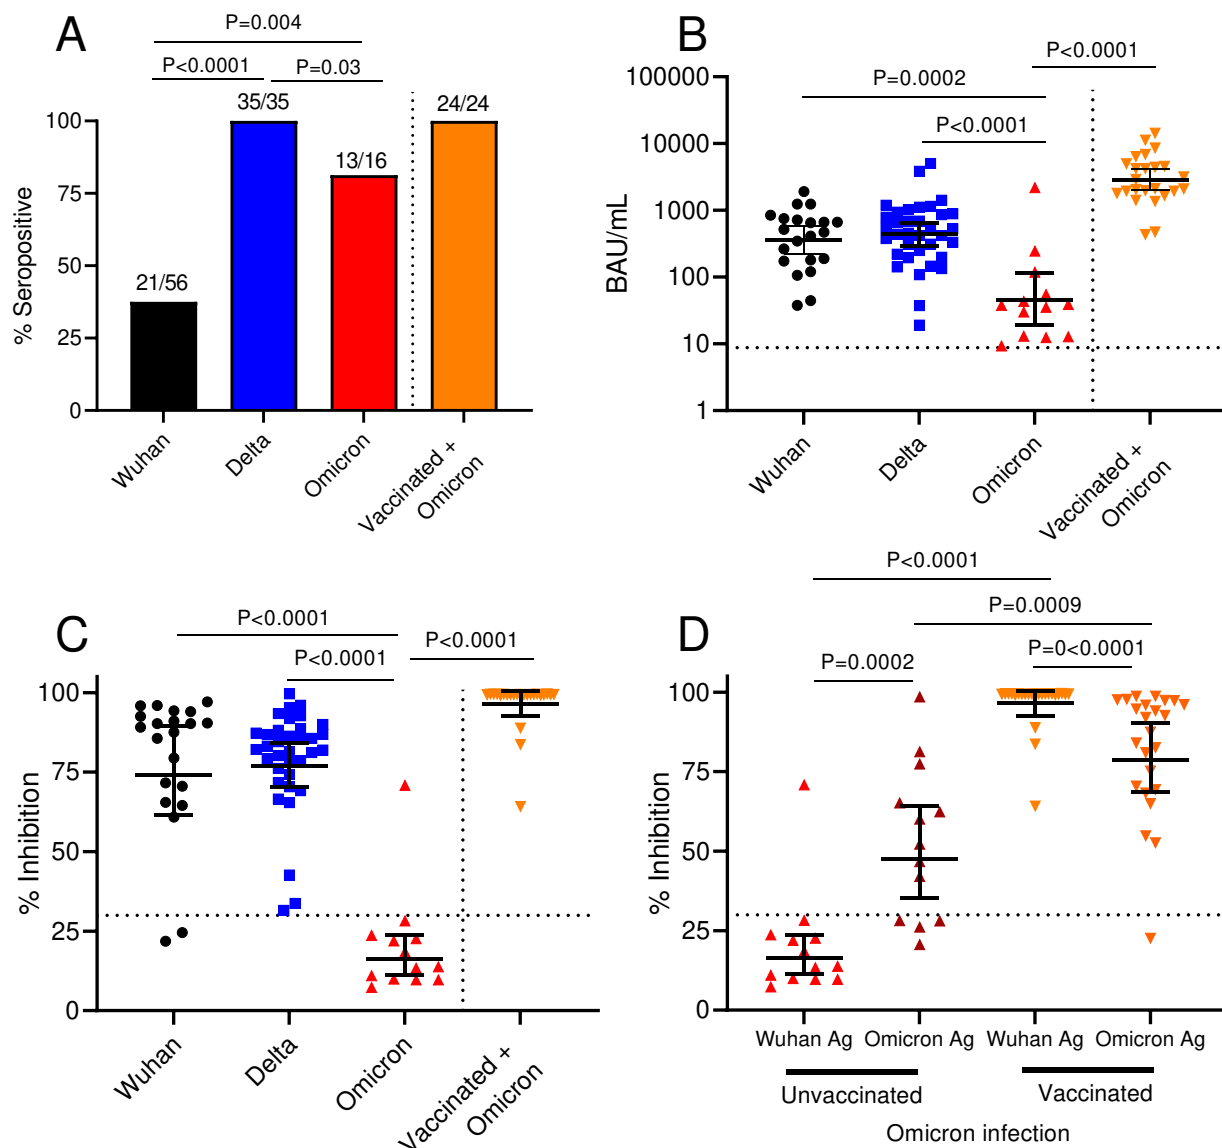 A
P=0.004
P<0.0001
P=0.03
35/35
24/24
13/16
21/56
% Seropositive
100
75
50
25
0
Wuhan
Delta
Omicron
Vaccinated +
Omicron
B
P<0.0001
P=0.0002
P<0.0001
BAU/mL
100000
10000
1000
100
10
1
Wuhan
Delta
Omicron
Vaccinated +
Omicron
C
P<0.0001
P<0.0001
P<0.0001
% Inhibition
100
75
50
25
0
Wuhan
Delta
Omicron
Vaccinated +
Omicron
D
P<0.0001
P=0.0009
P=0.0002
P=0<0.0001
% Inhibition
100
75
50
25
0
Wuhan Ag
Omicron Ag
Wuhan Ag
Omicron Ag
Unvaccinated
Vaccinated
Omicron infection